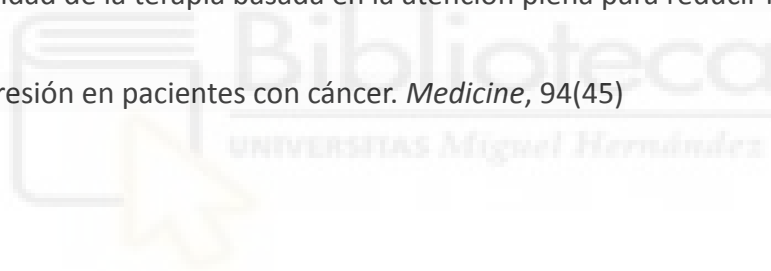 idad de la terapia basada en la atención plena para reducir
resión en pacientes con cáncer. Medicine, 94(45)
Biblioteca
UNIVERSITAS Miguel Hernández